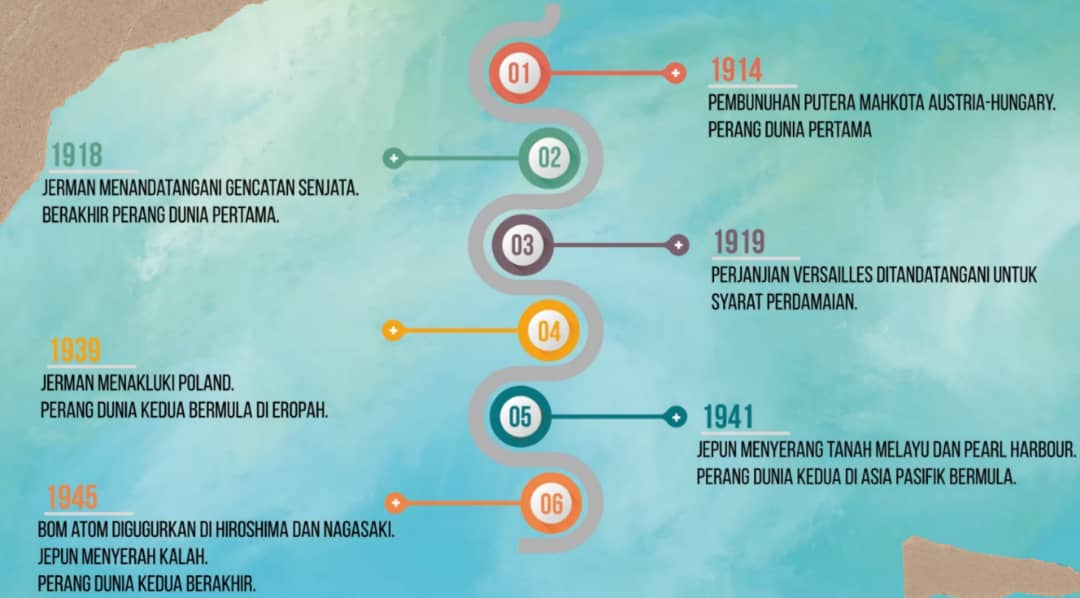 01
1914
PEMBUNUHAN PUTERA MAHKOTA AUSTRIA-HUNGARY.
PERANG DUNIA PERTAMA
02
1918
JERMAN MENANDATANGANI GENCATAN SENJATA.
BERAKHIR PERANG DUNIA PERTAMA.
03
1919
PERJANJIAN VERSAILLES DITANDATANGANI UNTUK
SYARAT PERDAMAIAN.
04
1939
JERMAN MENAKLUKI POLAND.
PERANG DUNIA KEDUA BERMULA DI EROPAH.
05
1941
JEPUN MENYERANG TANAH MELAYU DAN PEARL HARBOUR.
PERANG DUNIA KEDUA DI ASIA PASIFIK BERMULA.
06
1945
BOM ATOM DIGUGURKAN DI HIROSHIMA DAN NAGASAKI.
JEPUN MENYERAH KALAH.
PERANG DUNIA KEDUA BERAKHIR.